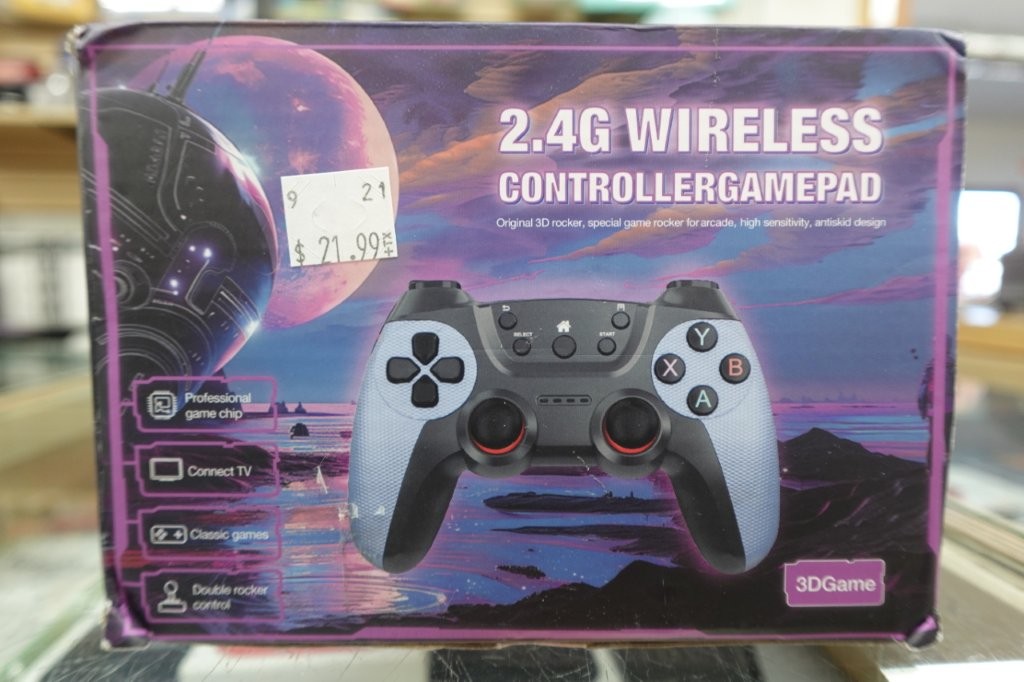 2.4G WIRELESS
CONTROLLERGAMEPAD
Original 3D rocker, special game rocker for arcade, high sensitivity, antiskid design
9 21
$ 21.99 +TX
SELECT
START
Y
X
B
A
Professional
game chip
Connect TV
Classic games
Double rocker
control
3DGame